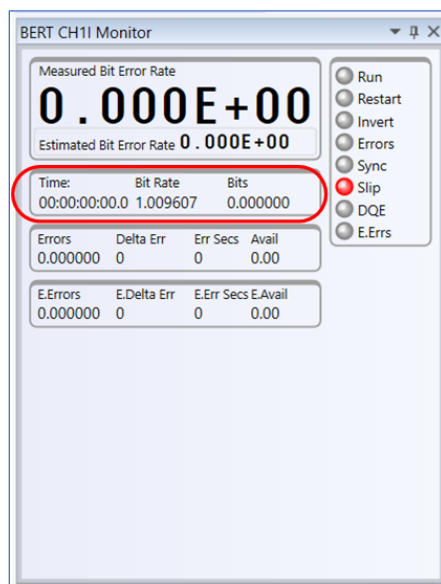 BERT CH1I Monitor
Measured Bit Error Rate
0.000E+00
Estimated Bit Error Rate 0.000E+00
Time: Bit Rate Bits
00:00:00:00.0 1.009607 0.000000
Errors Delta Err Err Secs Avail
0.000000 0 0 0.00
E.Errors E.Delta Err E.Err Secs E.Avail
0.000000 0 0 0.00
Run
Restart
Invert
Errors
Sync
Slip
DQE
E.Errs